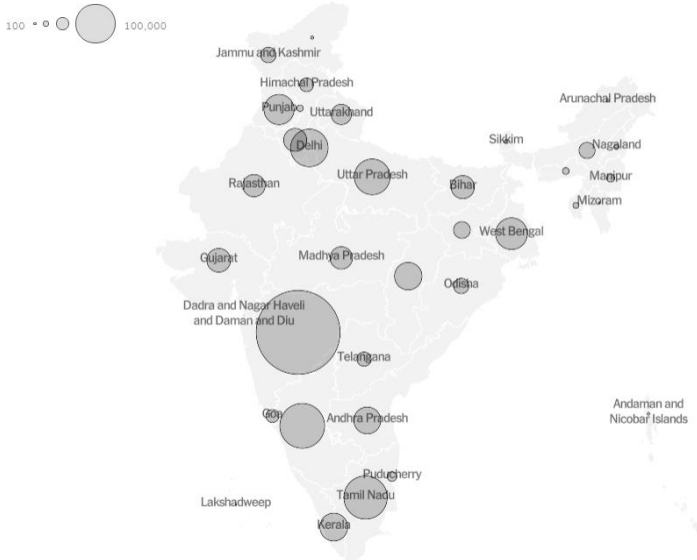 100
100,000
Jammu and Kashmir
Himachal Pradesh
Arunachal Pradesh
Punjab
Uttarakhand
Sikkim
Delhi
Nagaland
Uttar Pradesh
Manipur
Rajasthan
Bihar
Mizoram
West Bengal
Gujarat
Madhya Pradesh
Odisha
Dadra and Nagar Haveli
and Daman and Diu
Telangana
Andaman and
Nicobar Islands
Goa
Andhra Pradesh
Puducherry
Tamil Nadu
Lakshadweep
Kerala